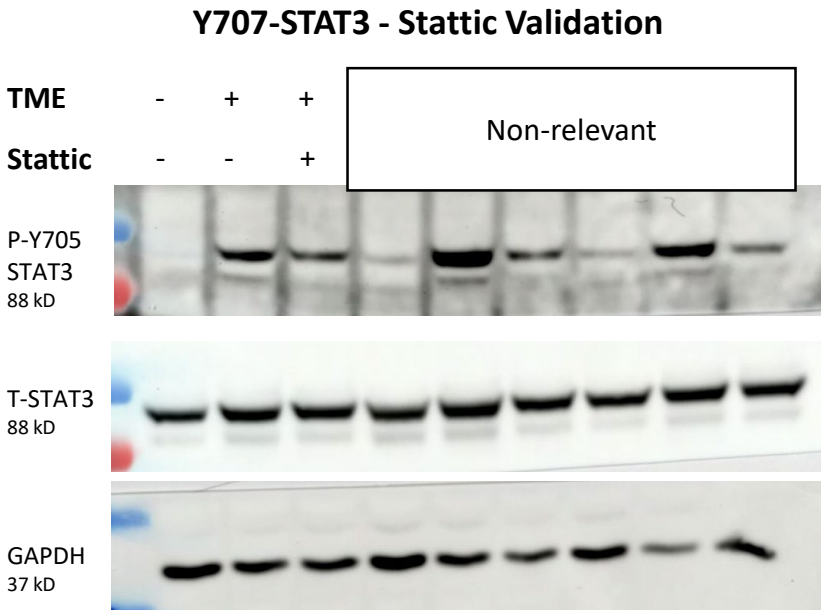 Y707-STAT3 - Stattic Validation
TME - + +
Non-relevant
Stattic - - +
P-Y705
STAT3
88 kD
T-STAT3
88 kD
GAPDH
37 kD